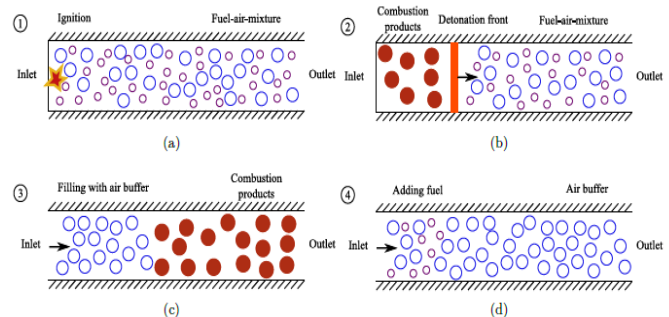 ① Ignition Fuel-air-mixture
Inlet Outlet
(a)
② Combustion products Detonation front Fuel-air-mixture
Inlet Outlet
(b)
③ Filling with air buffer Combustion products
Inlet Outlet
(c)
④ Adding fuel Air buffer
Inlet Outlet
(d)